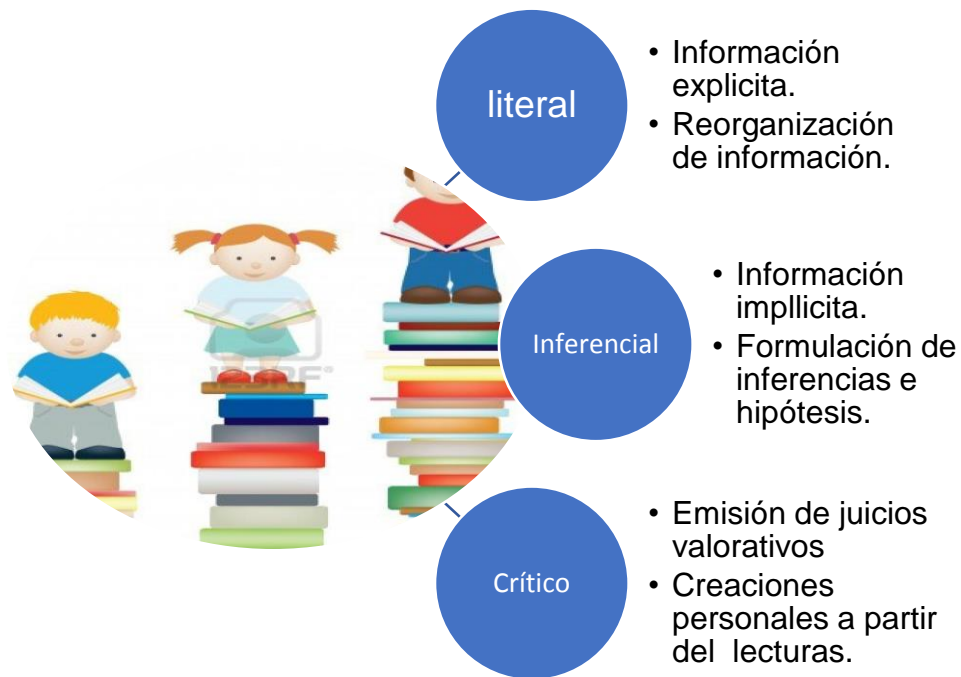 literal
• Información
explicita.
• Reorganización
de información.
Inferencial
• Información
impllicita.
• Formulación de
inferencias e
hipótesis.
Crítico
• Emisión de juicios
valorativos
• Creaciones
personales a partir
del lecturas.